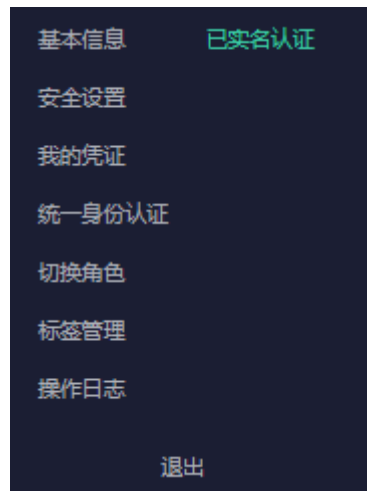 基本信息 已实名认证
安全设置
我的凭证
统一身份认证
切换角色
标签管理
操作日志
退出